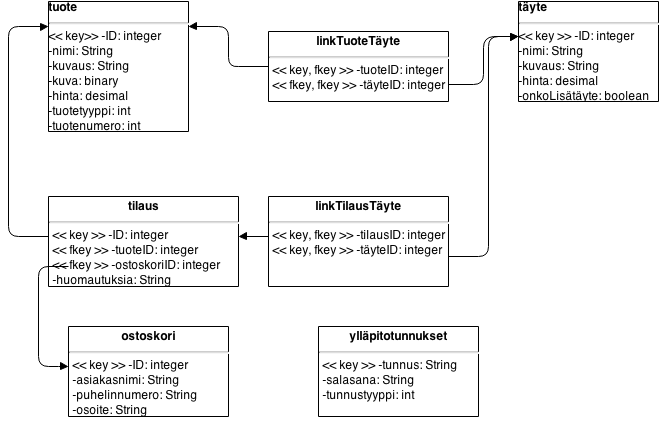 tuote
<< key>> -ID: integer
-nimi: String
-kuvaus: String
-kuva: binary
-hinta: desimal
-tuotetyyppi: int
-tuotenumero: int
linkTuoteTäyte
<< key, fkey >> -tuoteID: integer
<< fkey, fkey >> -täyteID: integer
täyte
<< key >> -ID: integer
-nimi: String
-kuvaus: String
-hinta: desimal
-onkoLisätäyte: boolean
tilaus
<< key >> -ID: integer
<< fkey >> -tuoteID: integer
<< fkey >> -ostoskoriID: integer
-huomautuksia: String
linkTilausTäyte
<< key, fkey >> -tilausID: integer
<< key, fkey >> -täyteID: integer
ostoskori
<< key >> -ID: integer
-asiakasnimi: String
-puhelinnumero: String
-osoite: String
ylläpitotunnukset
<< key >> -tunnus: String
-salasana: String
-tunnustyyppi: int